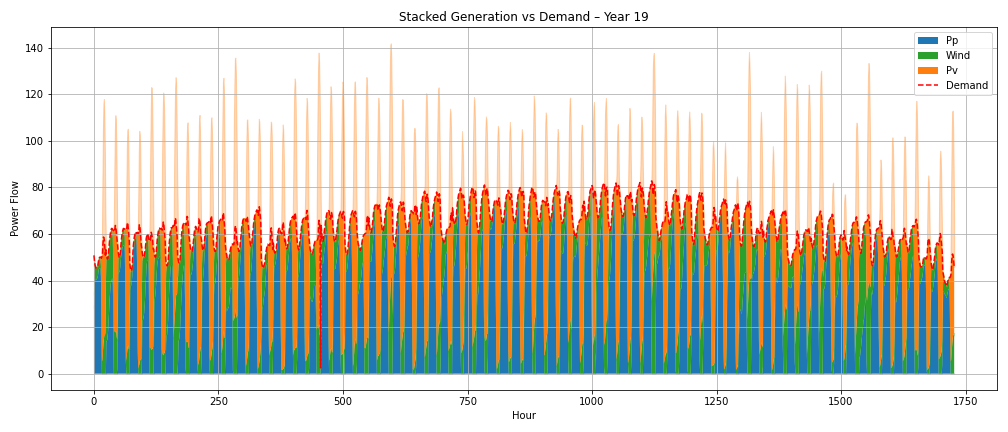 Stacked Generation vs Demand – Year 19
Power Flow
140
120
100
80
60
40
20
0
Pp
Wind
Pv
Demand
0 250 500 750 1000 1250 1500 1750
Hour